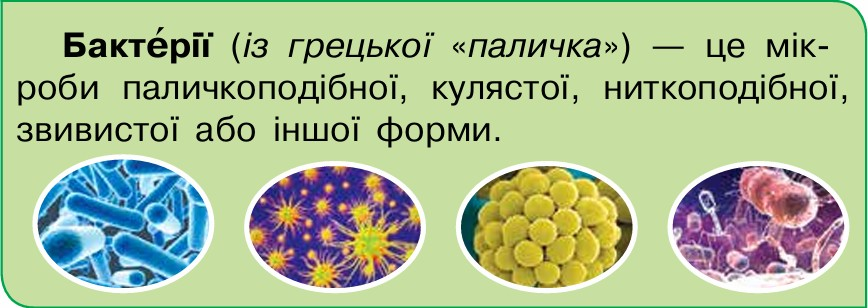 Бакте́рії (із грецької «паличка») — це мік-
роби паличкоподібної, кулястої, ниткоподібної,
звивистої або іншої форми.